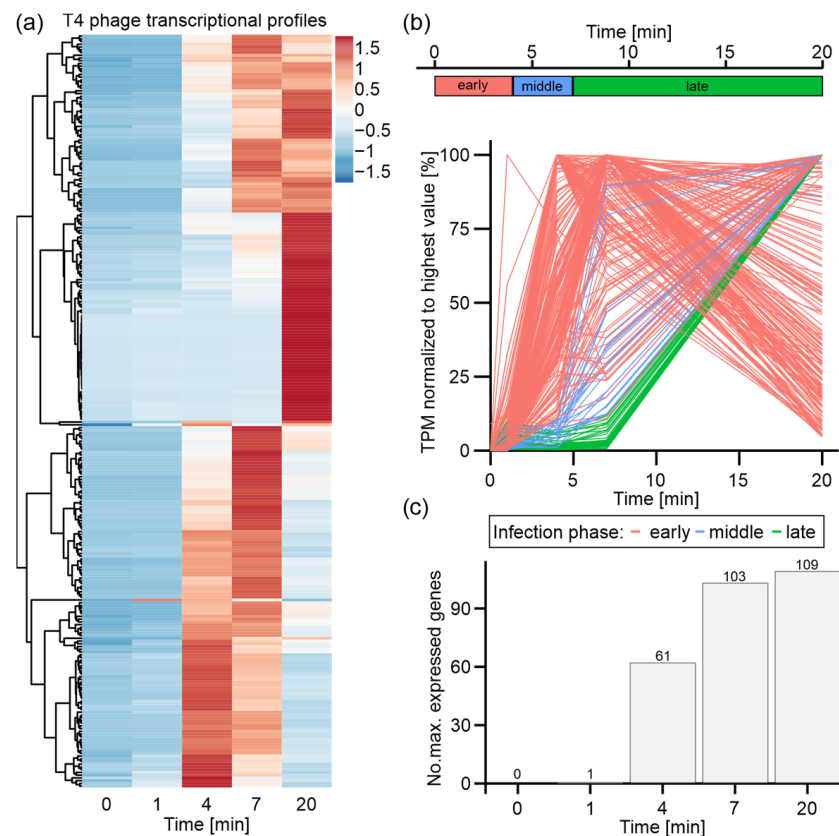 (a)
T4 phage transcriptional profiles
1.5
1
0.5
0
−0.5
−1
−1.5
0 1 4 7 20
Time [min]
(b)
Time [min]
0 5 10 15 20
early middle late
TPM normalized to highest value [%]
100
75
50
25
0
0 5 10 15 20
Time [min]
(c)
Infection phase: early middle late
No.max. expressed genes
90
60
30
0
0 1 61 103 109
0 1 4 7 20
Time [min]